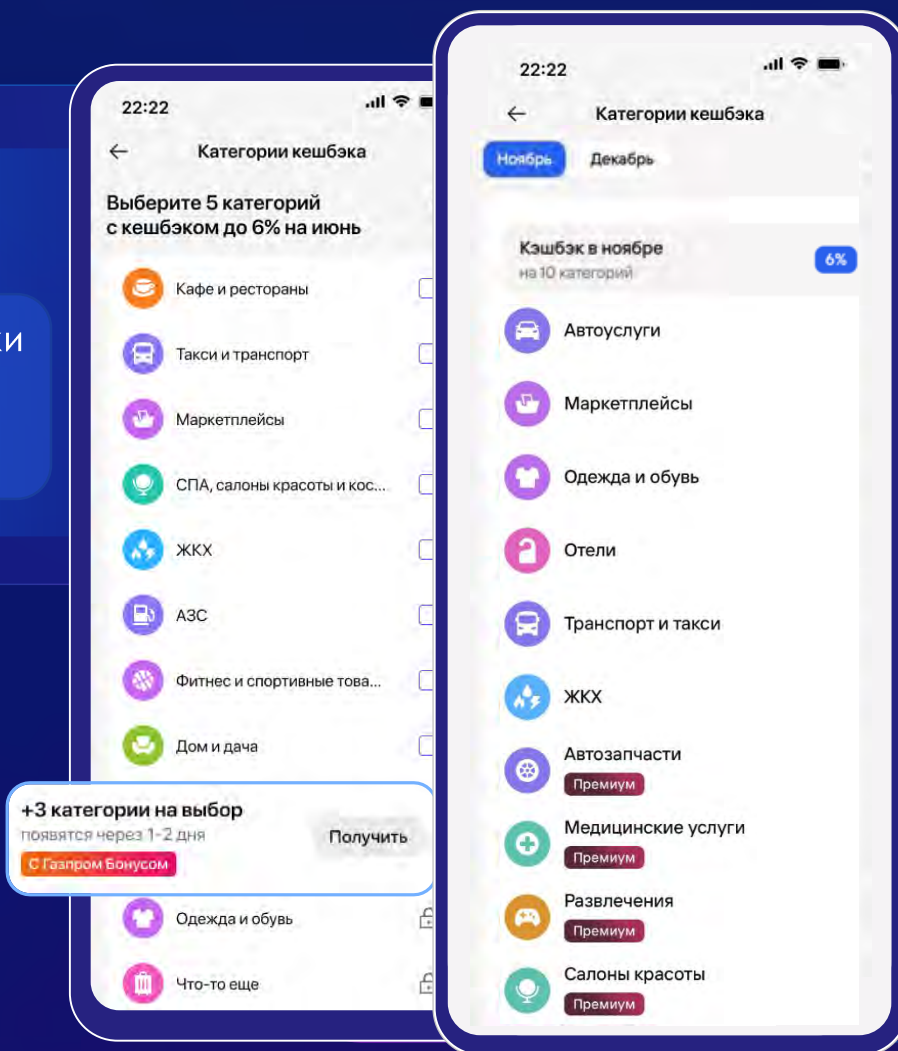 ки
22:22
Категории кешбэка
Выберите 5 категорий
с кешбэком до 6% на июнь
Кафе и рестораны
Такси и транспорт
Маркетплейсы
СПА, салоны красоты и кос...
ЖКХ
АЗС
Фитнес и спортивные това...
Дом и дача
+3 категории на выбор
появятся через 1-2 дня
Получить
С Газпром Бонусом
Одежда и обувь
Что-то еще
22:22
Категории кешбэка
Ноябрь
Декабрь
Кэшбэк в ноябре
на 10 категорий
6%
Автоуслуги
Маркетплейсы
Одежда и обувь
Отели
Транспорт и такси
ЖКХ
Автозапчасти
Премиум
Медицинские услуги
Премиум
Развлечения
Премиум
Салоны красоты
Премиум